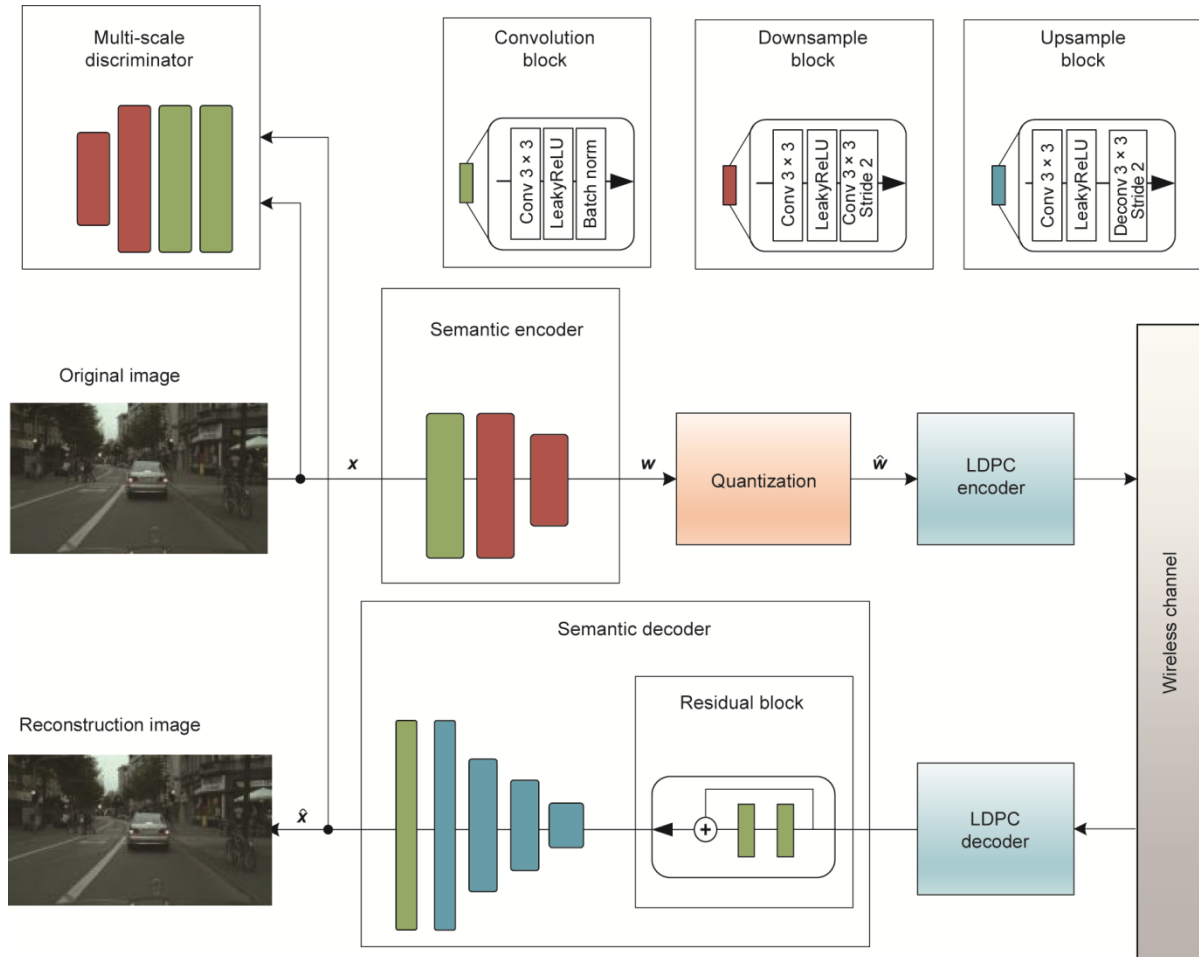 Multi-scale
discriminator
Convolution
block
Conv 3 × 3
LeakyReLU
Batch norm
Downsample
block
Conv 3 × 3
LeakyReLU
Conv 3 × 3
Stride 2
Upsample
block
Conv 3 × 3
LeakyReLU
Deconv 3 × 3
Stride 2
Original image
x
Semantic encoder
w
Quantization
ŵ
LDPC
encoder
Wireless channel
Semantic decoder
Residual block
+
LDPC
decoder
Reconstruction image
x̂